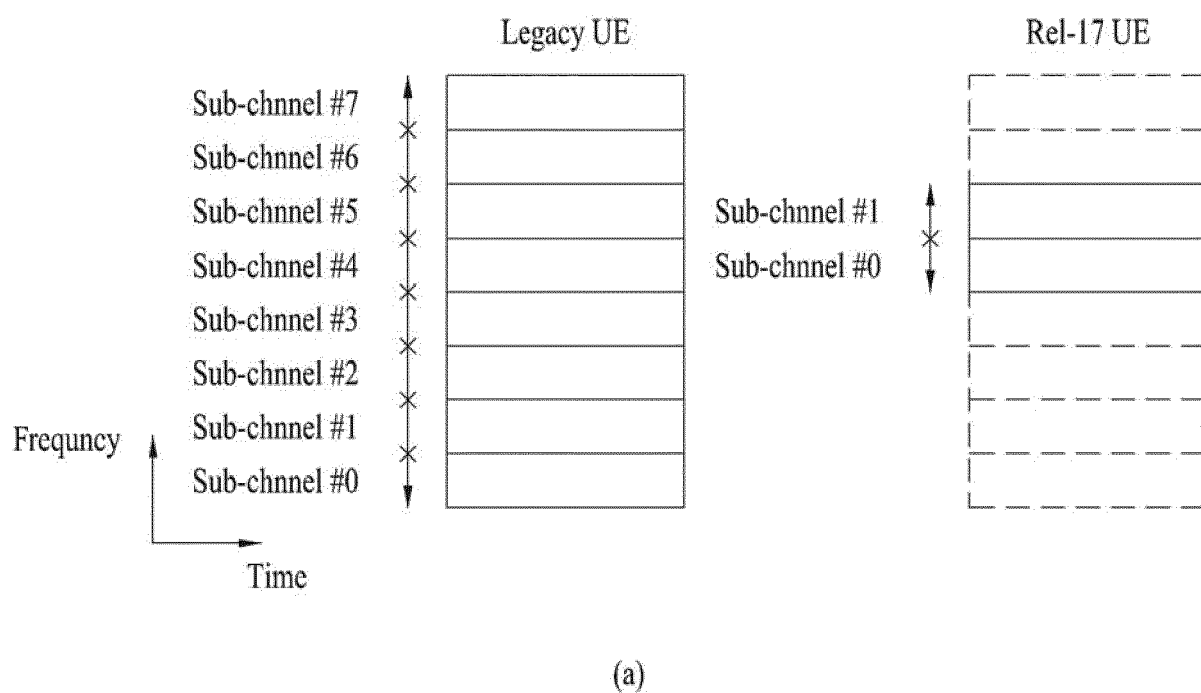 Legacy UE
Rel-17 UE
Sub-chnnel #7
Sub-chnnel #6
Sub-chnnel #5
Sub-chnnel #4
Sub-chnnel #3
Sub-chnnel #2
Sub-chnnel #1
Sub-chnnel #0
Sub-chnnel #1
Sub-chnnel #0
Frequncy
Time
(a)